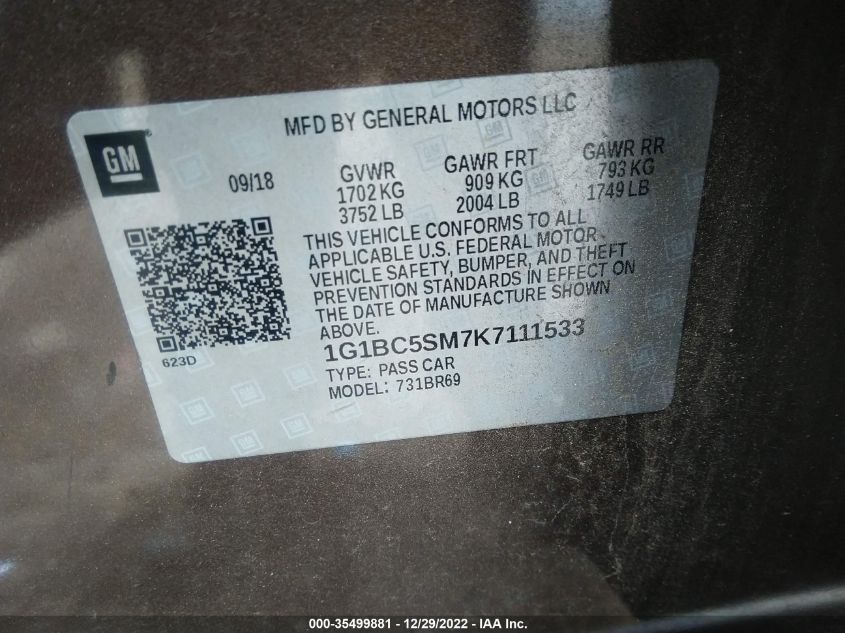 MFD BY GENERAL MOTORS LLC
GM®
09/18
GVWR
1702 KG
3752 LB
GAWR FRT
909 KG
2004 LB
GAWR RR
793 KG
1749 LB
THIS VEHICLE CONFORMS TO ALL
APPLICABLE U.S. FEDERAL MOTOR
VEHICLE SAFETY, BUMPER, AND THEFT
PREVENTION STANDARDS IN EFFECT ON
THE DATE OF MANUFACTURE SHOWN
ABOVE.
623D
1G1BC5SM7K7111533
TYPE: PASS CAR
MODEL: 731BR69
000-35499881 - 12/29/2022 - IAA Inc.